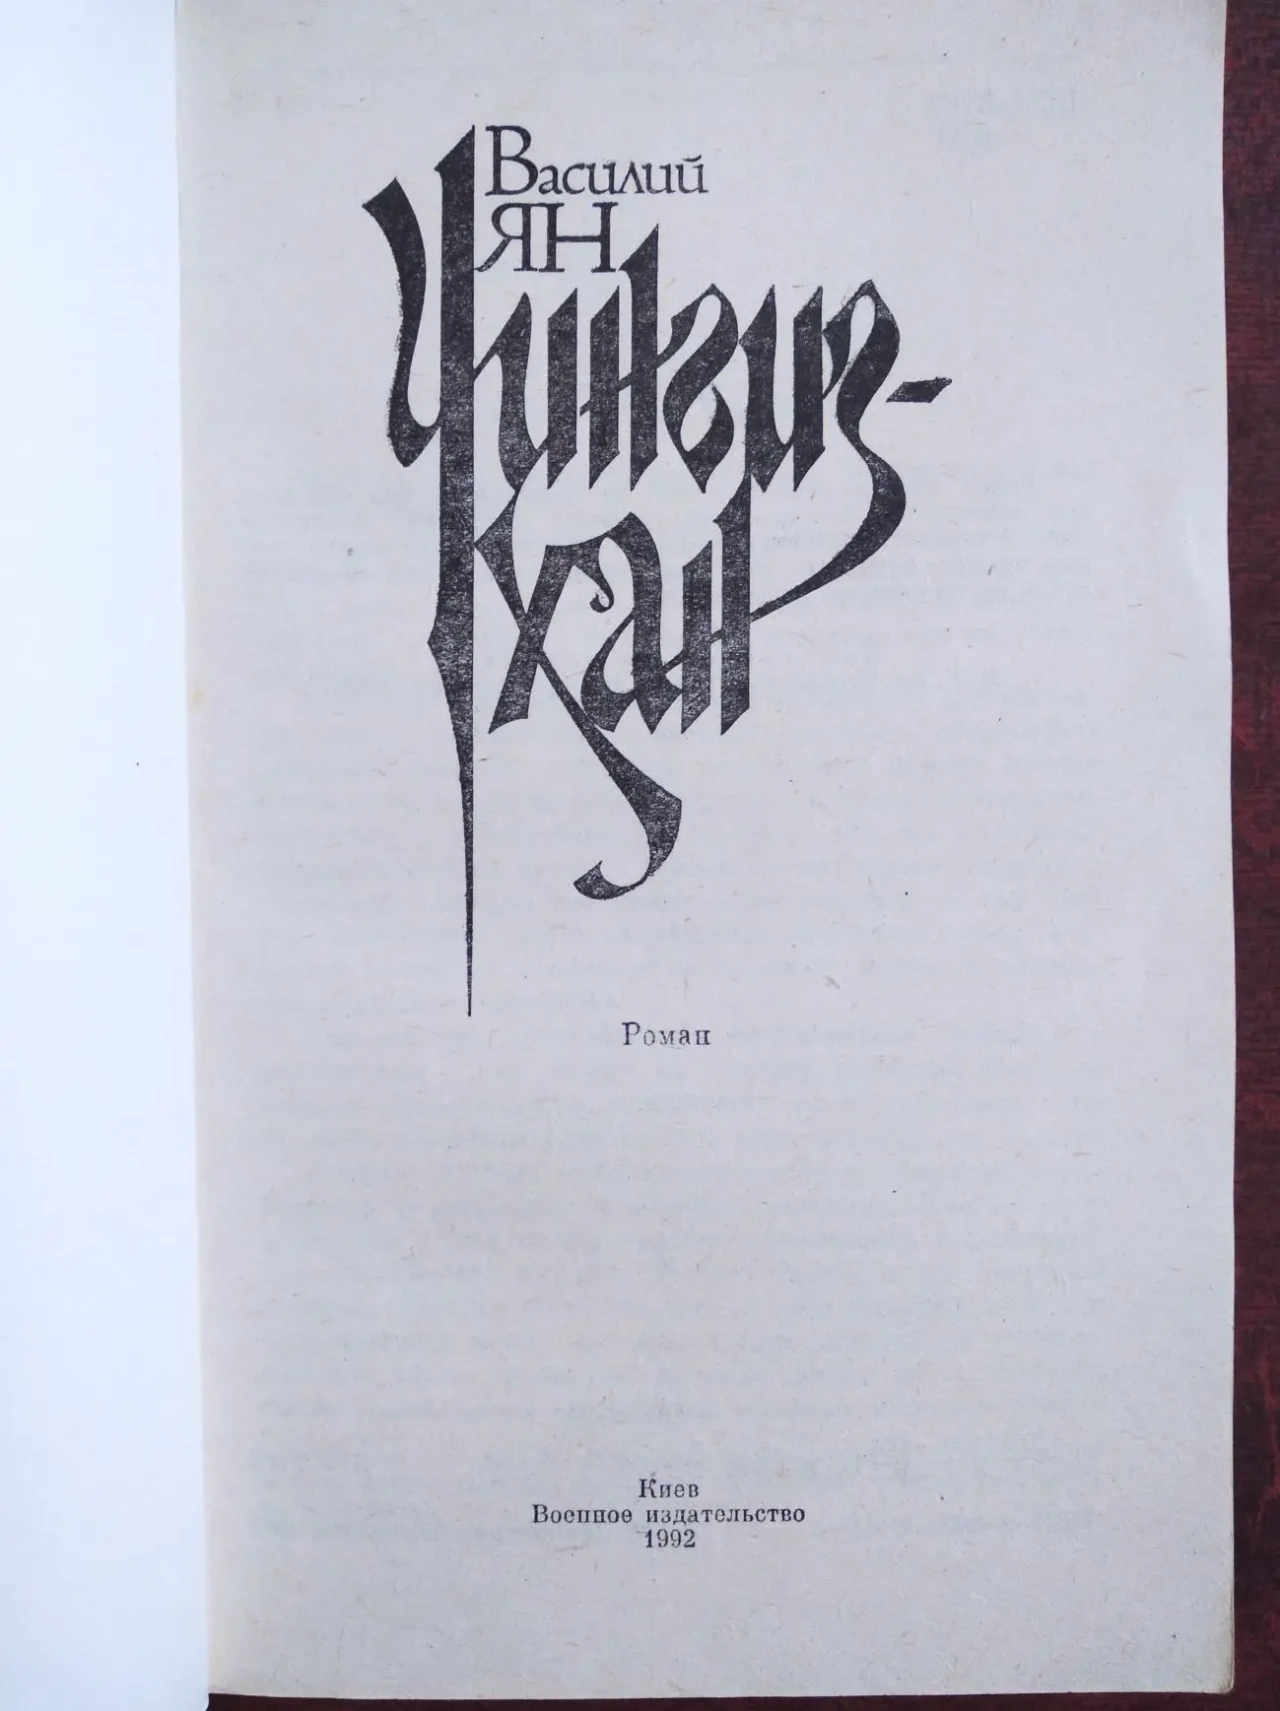 Василий
ЯН
Чингиз-
хан
Роман
Киев
Военное издательство
1992